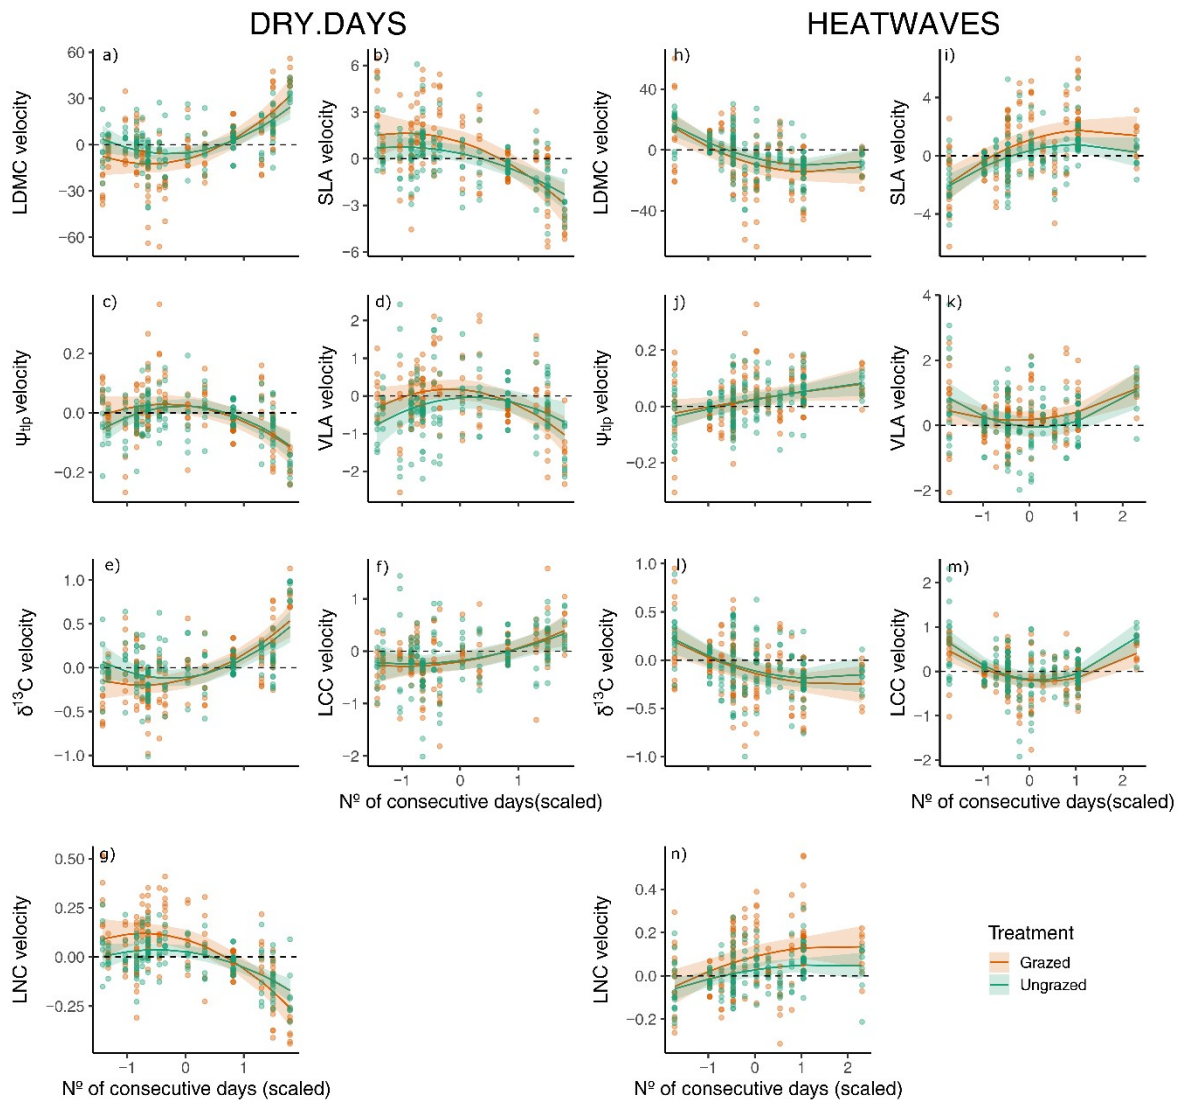 DRY.DAYS
HEATWAVES
a)
60
30
0
−30
−60
LDMC velocity
b)
6
3
0
−3
−6
SLA velocity
h)
40
0
−40
LDMC velocity
i)
4
0
−4
SLA velocity
c)
0.2
0.0
−0.2
Ψtip velocity
d)
2
1
0
−1
−2
VLA velocity
j)
0.2
0.0
−0.2
Ψtip velocity
k)
4
2
0
−2
VLA velocity
−1 0 1 2
e)
1.0
0.5
0.0
−0.5
−1.0
δ¹³C velocity
f)
1
0
−1
−2
LCC velocity
−1 0 1
Nº of consecutive days(scaled)
l)
1.0
0.5
0.0
−0.5
−1.0
δ¹³C velocity
m)
2
1
0
−1
−2
LCC velocity
−1 0 1 2
Nº of consecutive days(scaled)
g)
0.50
0.25
0.00
−0.25
LNC velocity
−1 0 1
Nº of consecutive days (scaled)
n)
0.4
0.2
0.0
−0.2
LNC velocity
−1 0 1 2
Nº of consecutive days (scaled)
Treatment
Grazed
Ungrazed